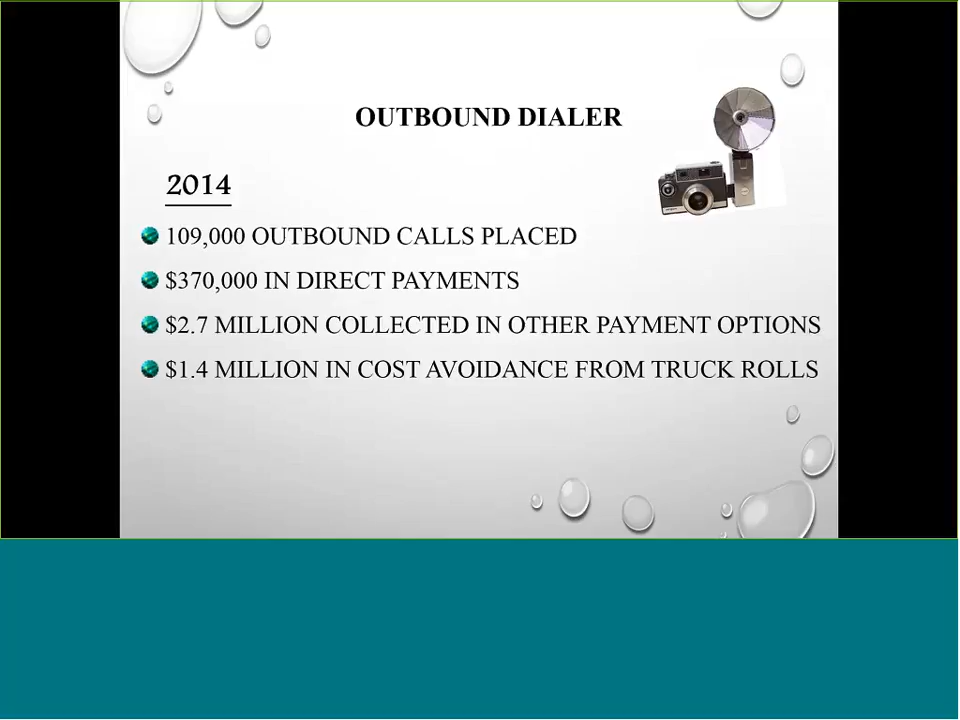 OUTBOUND DIALER
2014
109,000 OUTBOUND CALLS PLACED
$370,000 IN DIRECT PAYMENTS
$2.7 MILLION COLLECTED IN OTHER PAYMENT OPTIONS
$1.4 MILLION IN COST AVOIDANCE FROM TRUCK ROLLS